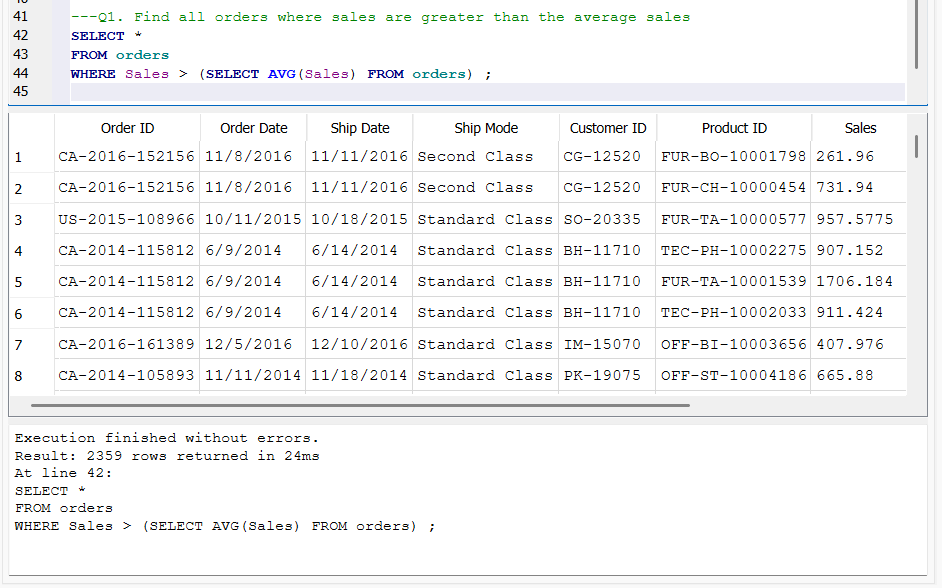 41 ---Q1. Find all orders where sales are greater than the average sales
42 SELECT *
43 FROM orders
44 WHERE Sales > (SELECT AVG(Sales) FROM orders) ;
45
Order ID Order Date Ship Date Ship Mode Customer ID Product ID Sales
1 CA-2016-152156 11/8/2016 11/11/2016 Second Class CG-12520 FUR-BO-10001798 261.96
2 CA-2016-152156 11/8/2016 11/11/2016 Second Class CG-12520 FUR-CH-10000454 731.94
3 US-2015-108966 10/11/2015 10/18/2015 Standard Class SO-20335 FUR-TA-10000577 957.5775
4 CA-2014-115812 6/9/2014 6/14/2014 Standard Class BH-11710 TEC-PH-10002275 907.152
5 CA-2014-115812 6/9/2014 6/14/2014 Standard Class BH-11710 FUR-TA-10001539 1706.184
6 CA-2014-115812 6/9/2014 6/14/2014 Standard Class BH-11710 TEC-PH-10002033 911.424
7 CA-2016-161389 12/5/2016 12/10/2016 Standard Class IM-15070 OFF-BI-10003656 407.976
8 CA-2014-105893 11/11/2014 11/18/2014 Standard Class PK-19075 OFF-ST-10004186 665.88
Execution finished without errors.
Result: 2359 rows returned in 24ms
At line 42:
SELECT *
FROM orders
WHERE Sales > (SELECT AVG(Sales) FROM orders) ;